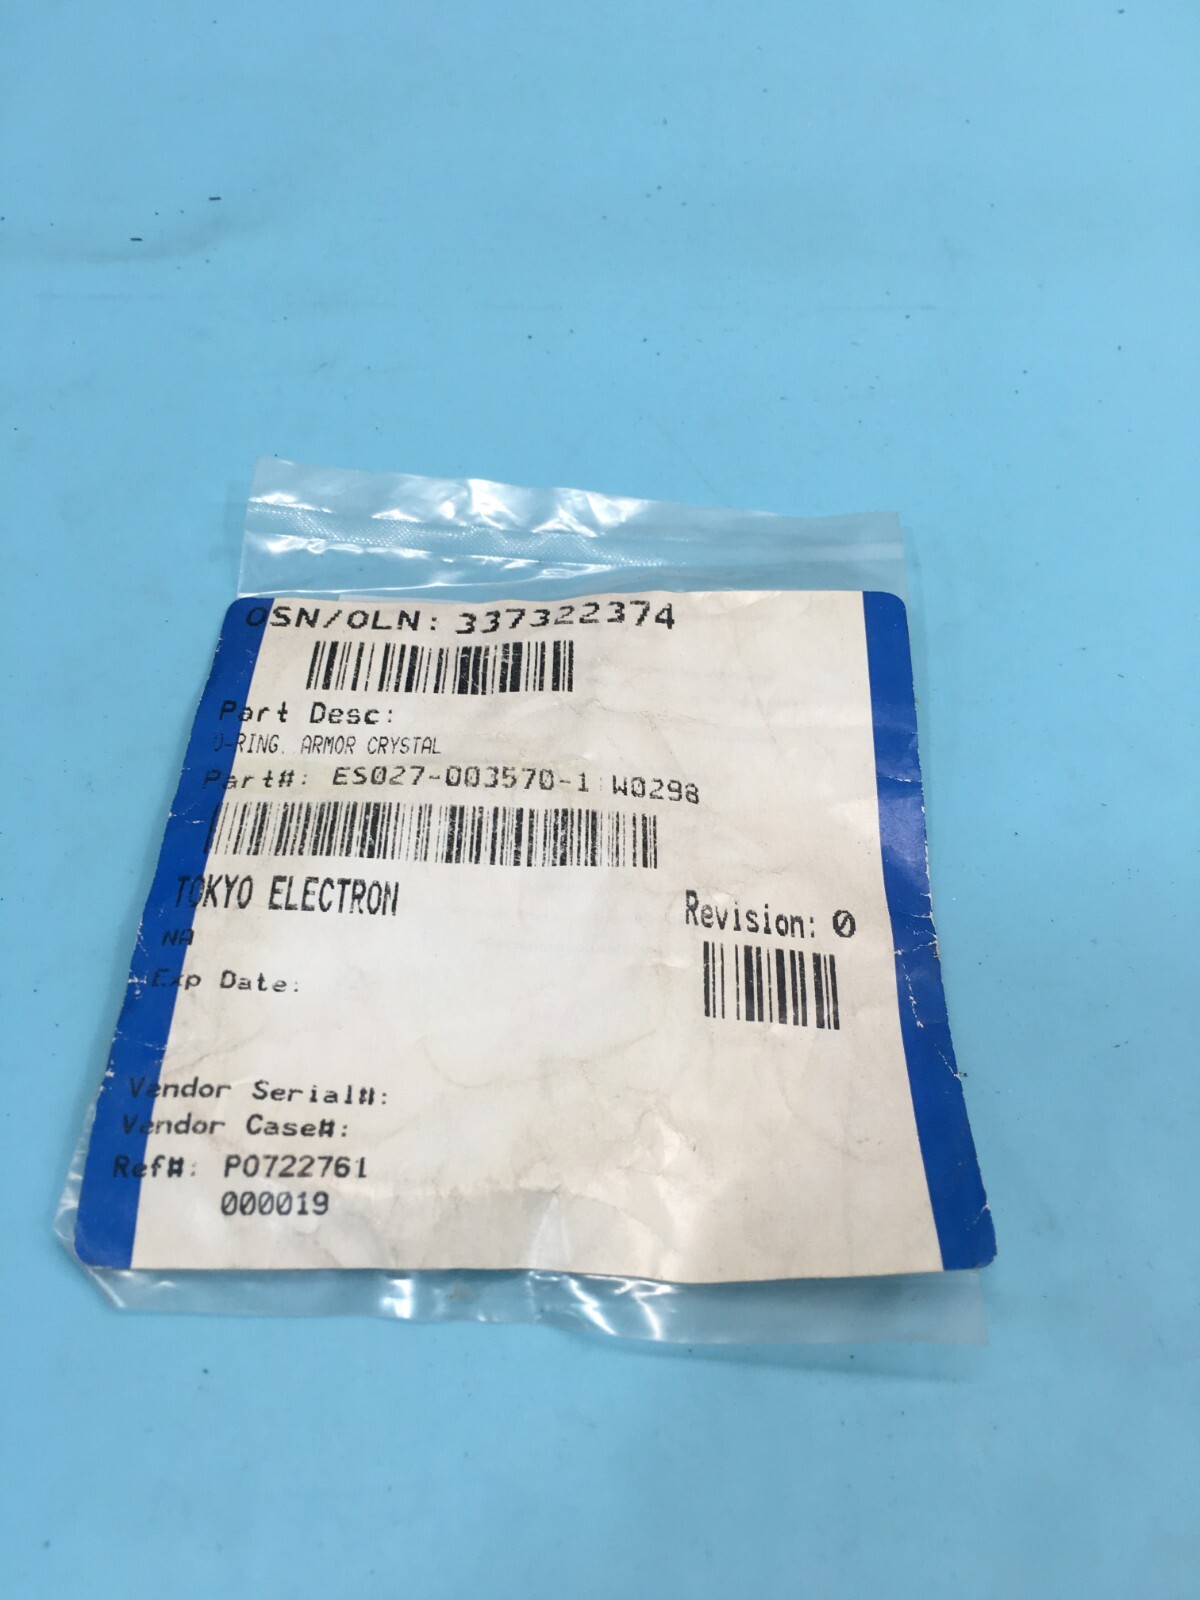 OSN/OLN: 337322374
Part Desc:
O-RING, ARMOR CRYSTAL
Part#: ES027-003570-1 W0298
TOKYO ELECTRON
Revision: 0
NA
Exp Date:
Vendor Serial#:
Vendor Case#:
Ref#: P0722761
000019